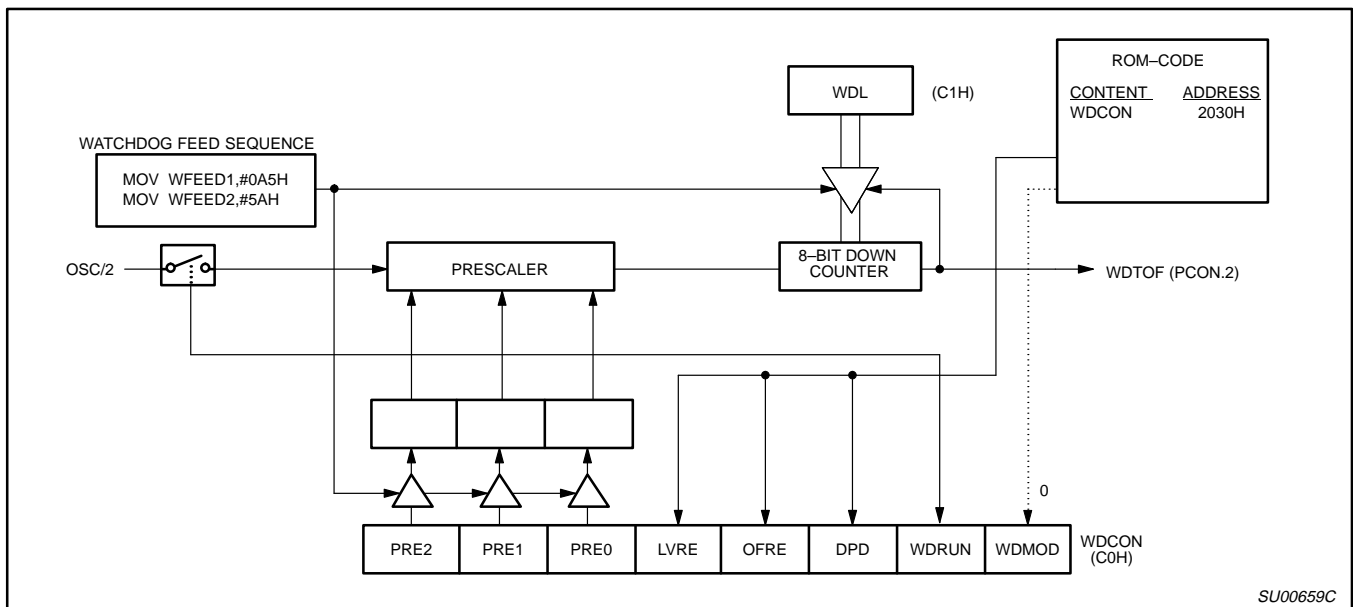 ROM–CODE
CONTENT ADDRESS
WDCON 2030H
WDL
(C1H)
WATCHDOG FEED SEQUENCE
MOV WFEED1,#0A5H
MOV WFEED2,#5AH
OSC/2
PRESCALER
8–BIT DOWN
COUNTER
WDTOF (PCON.2)
0
PRE2 PRE1 PRE0 LVRE OFRE DPD WDRUN WDMOD
WDCON
(C0H)
SU00659C